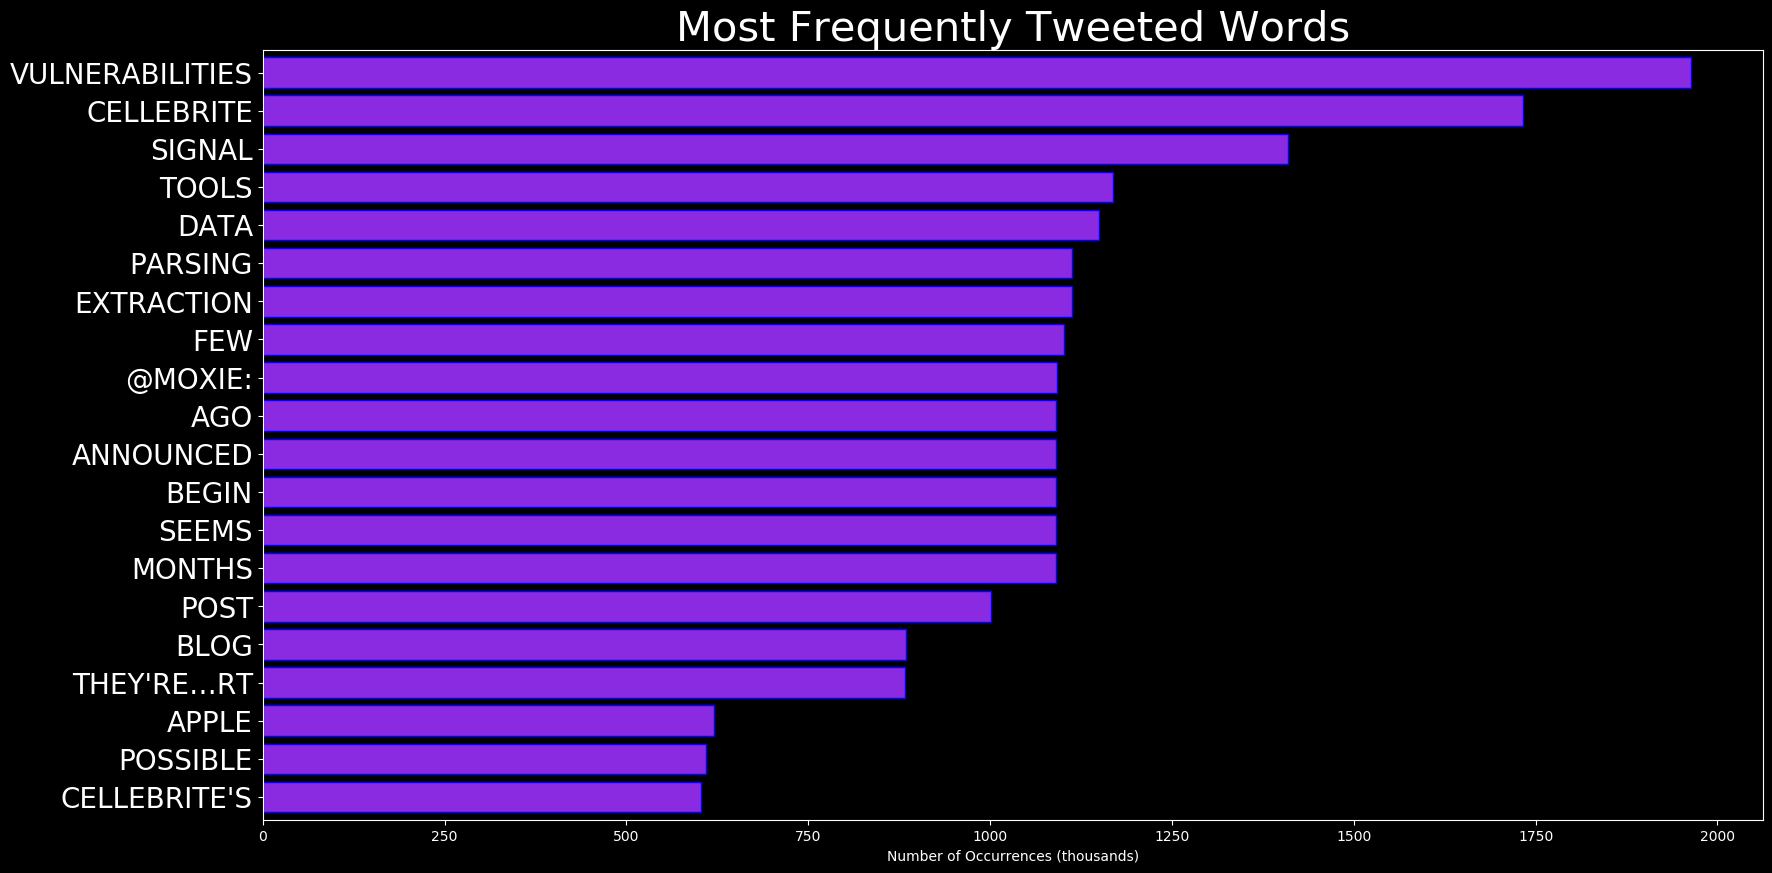 Most Frequently Tweeted Words
VULNERABILITIES
CELLEBRITE
SIGNAL
TOOLS
DATA
PARSING
EXTRACTION
FEW
@MOXIE:
AGO
ANNOUNCED
BEGIN
SEEMS
MONTHS
POST
BLOG
THEY'RE…RT
APPLE
POSSIBLE
CELLEBRITE'S
0 250 500 750 1000 1250 1500 1750 2000
Number of Occurrences (thousands)